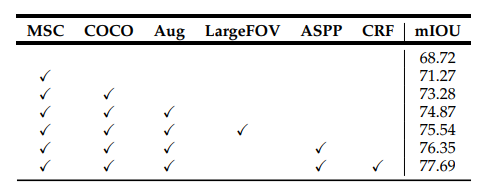 MSC COCO Aug LargeFOV ASPP CRF mIOU
68.72
✓ 71.27
✓ ✓ 73.28
✓ ✓ ✓ 74.87
✓ ✓ ✓ ✓ 75.54
✓ ✓ ✓ ✓ 76.35
✓ ✓ ✓ ✓ ✓ 77.69